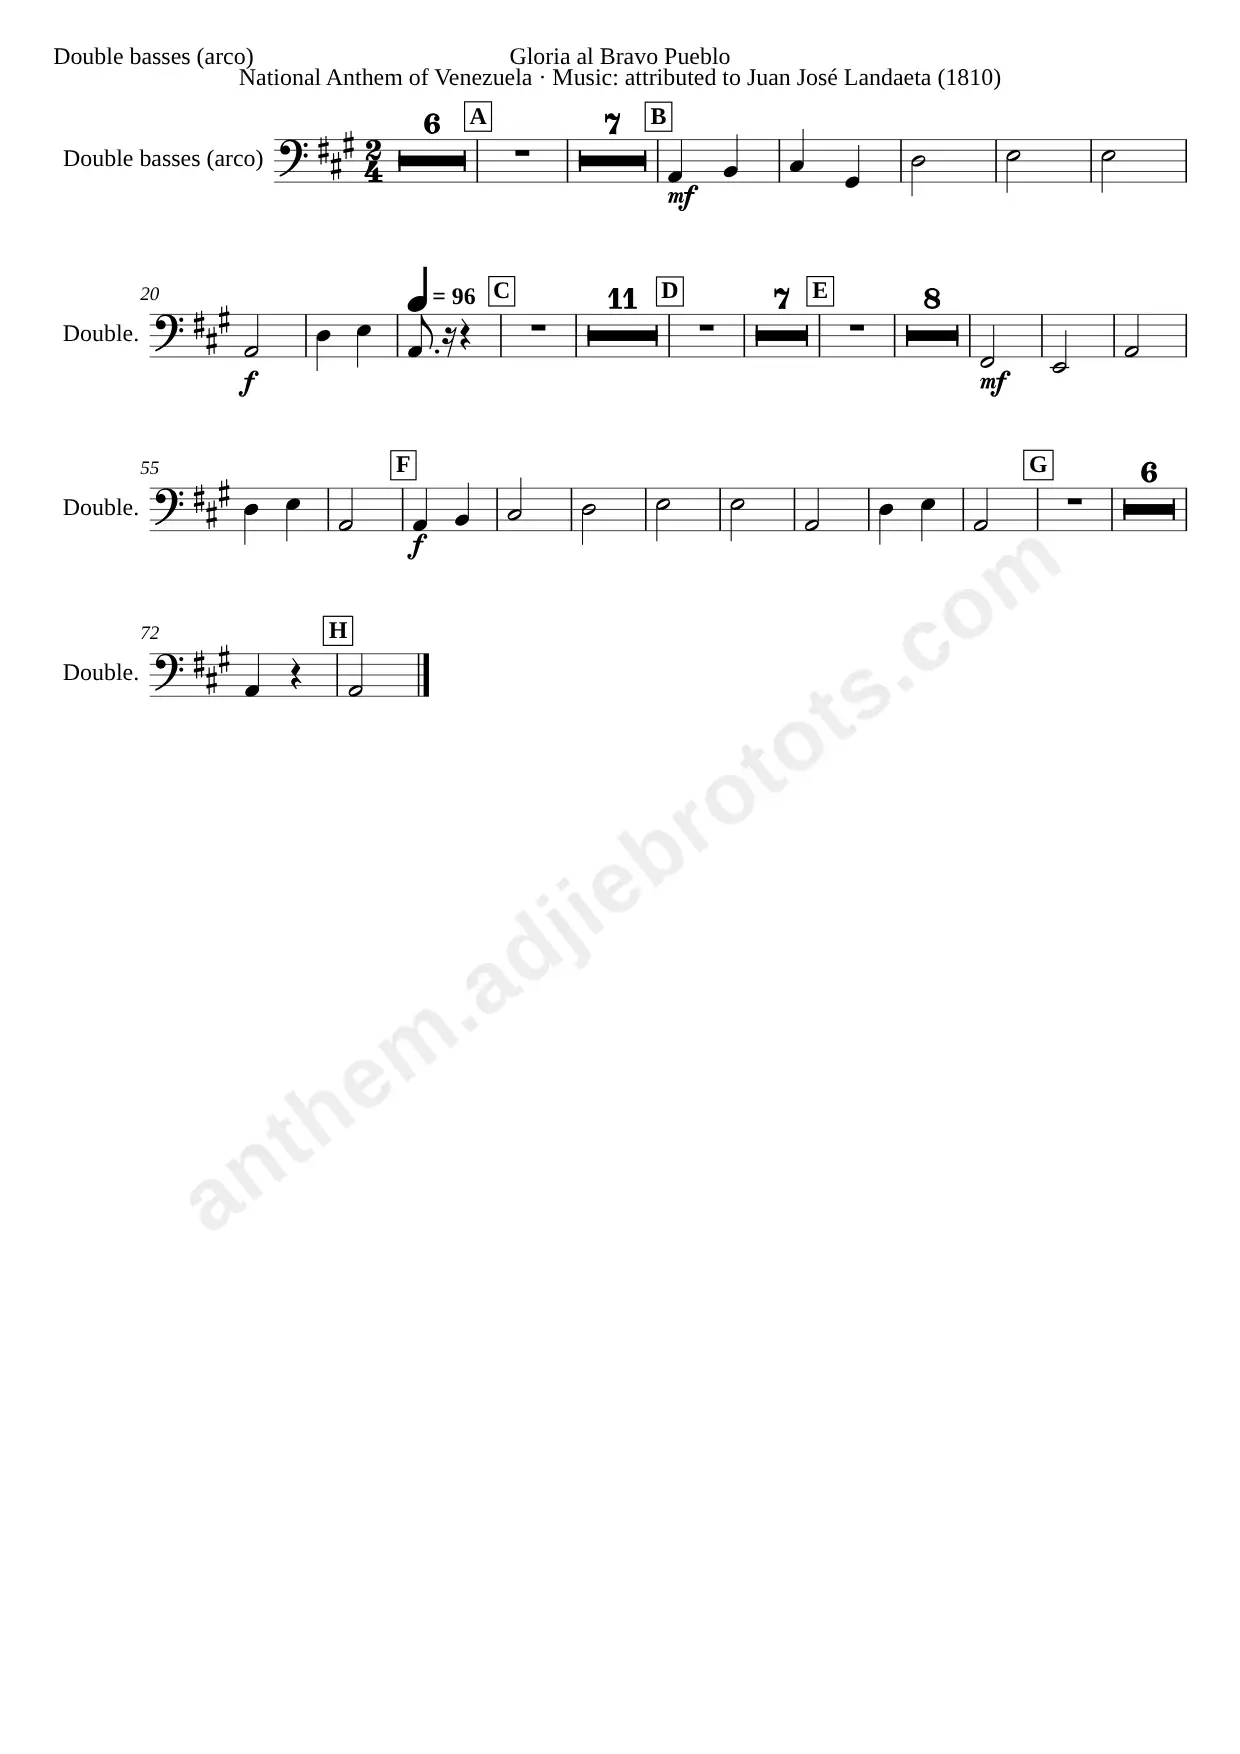 Double basses (arco)
Gloria al Bravo Pueblo
National Anthem of Venezuela · Music: attributed to Juan José Landaeta (1810)
6 A 7 B
Double basses (arco)
2
4
mf
20
= 96 C 11 D 7 E 8
Double.
f mf
55
F G 6
Double.
f
72
H
Double.
anthem.adjiebrotots.com